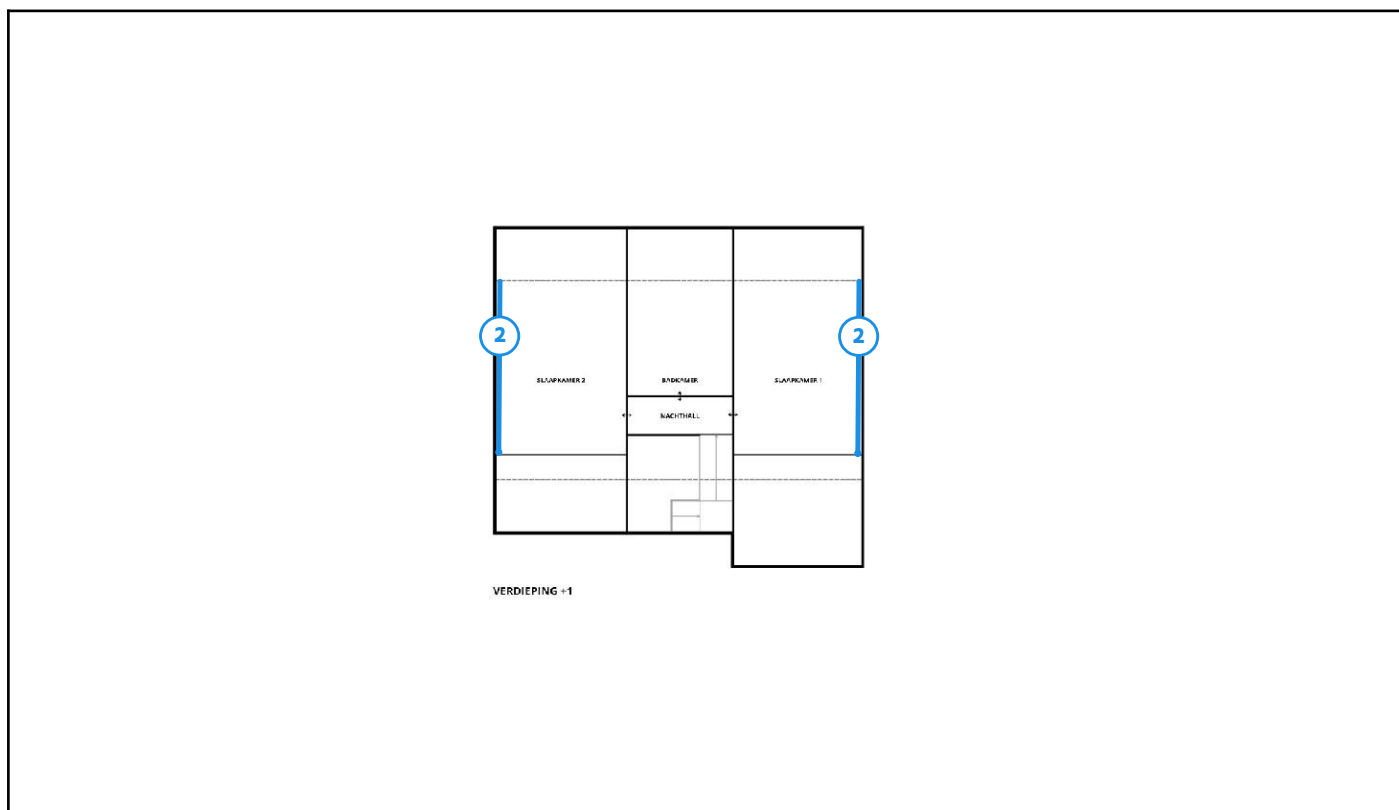 2
2
SLAAPKAMER 2
BADKAMER
SLAAPKAMER 1
NACHTHALL
VERDIEPING +1